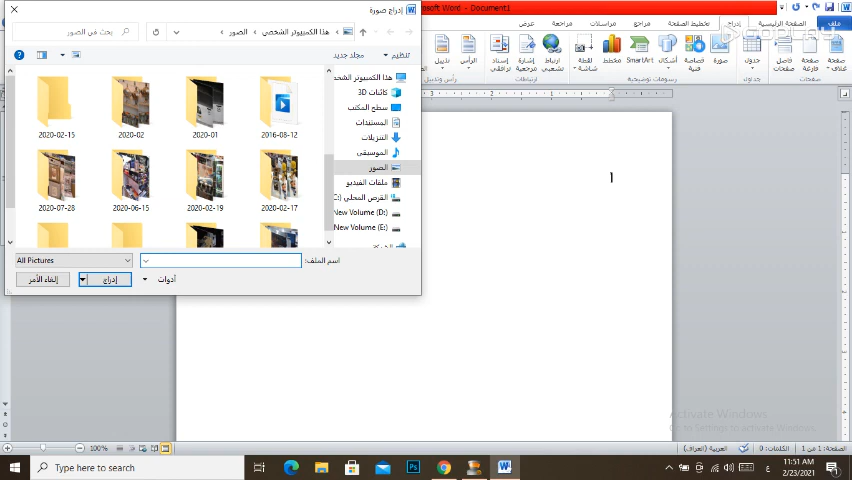 إدراج صورة
Microsoft Word - Document1
ملف
الصفحة الرئيسية
إدراج
تخطيط الصفحة
مراجع
مراسلات
مراجعة
عرض
هذا الكمبيوتر الشخصي
الصور
بحث في الصور
تنظيم
مجلد جديد
صفحة
غلاف
صفحة
فارغة
فاصل
صفحات
جدول
صورة
قصاصة
فنية
أشكال
SmartArt
مخطط
لقطة
شاشة
ارتباط
تشعبي
إشارة
مرجعية
إسناد
ترافقي
الرأس
تذييل
صفحات
جداول
رسومات توضيحية
ارتباطات
رأس وتذييل
هذا الكمبيوتر الشخصي
كائنات 3D
سطح المكتب
المستندات
التنزيلات
الموسيقى
الصور
ملفات الفيديو
القرص المحلي (C:)
New Volume (D:)
New Volume (E:)
2016-08-12
2020-01
2020-02
2020-02-15
2020-02-17
2020-02-19
2020-06-15
2020-07-28
اسم الملف:
All Pictures
أدوات
إدراج
إلغاء الأمر
١
Activate Windows
Go to Settings to activate Windows.
صفحة: 1 من 1
الكلمات: 0
العربية (العراق)
100%
Type here to search
ع
11:51 AM
2/23/2021